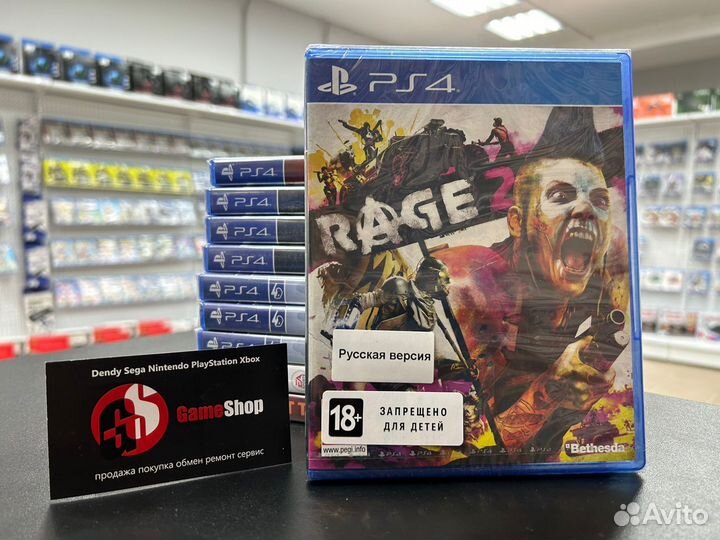 PS4
RAGE 2
PS4
PS4
PS4
PS4
PS4
PS4
PS4
Русская версия
18+
ЗАПРЕЩЕНО
ДЛЯ ДЕТЕЙ
www.pegi.info
Bethesda
Dendy Sega Nintendo PlayStation Xbox
GS
GameShop
продажа покупка обмен ремонт сервис
Avito